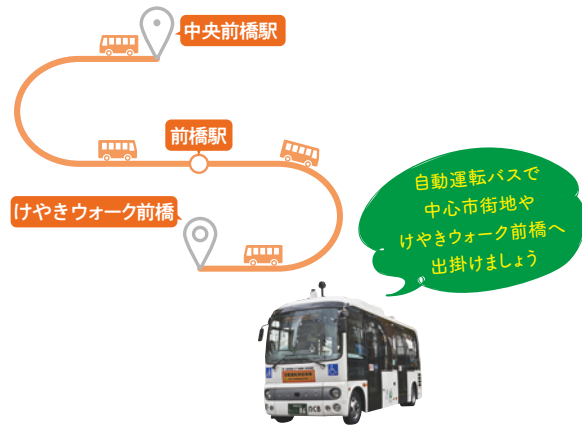 中央前橋駅
前橋駅
けやきウォーク前橋
自動運転バスで
中心市街地や
けやきウォーク前橋へ
出掛けましょう